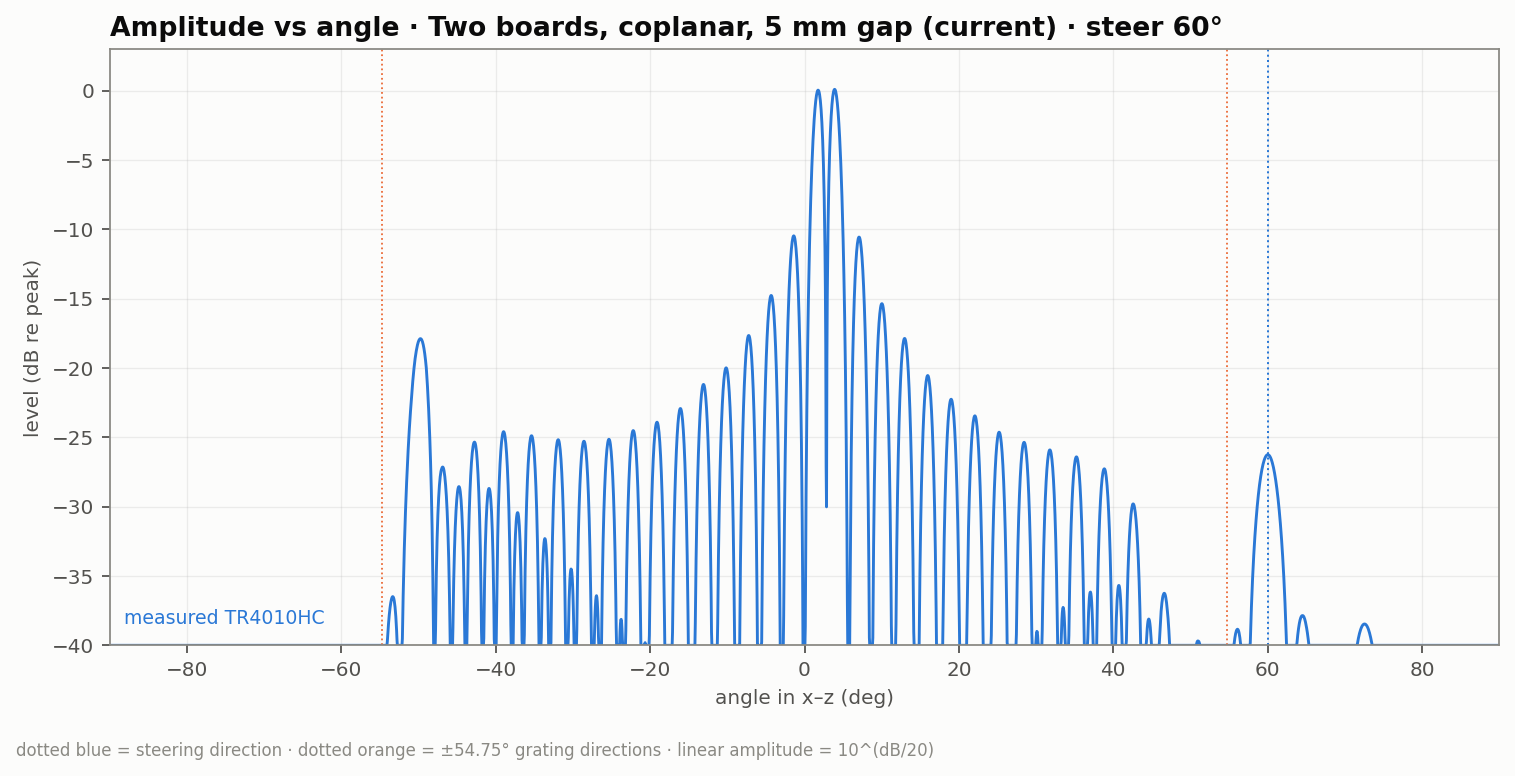 Amplitude vs angle · Two boards, coplanar, 5 mm gap (current) · steer 60°
0
−5
−10
−15
−20
−25
−30
−35
−40
level (dB re peak)
measured TR4010HC
−80 −60 −40 −20 0 20 40 60 80
angle in x–z (deg)
dotted blue = steering direction · dotted orange = ±54.75° grating directions · linear amplitude = 10^(dB/20)